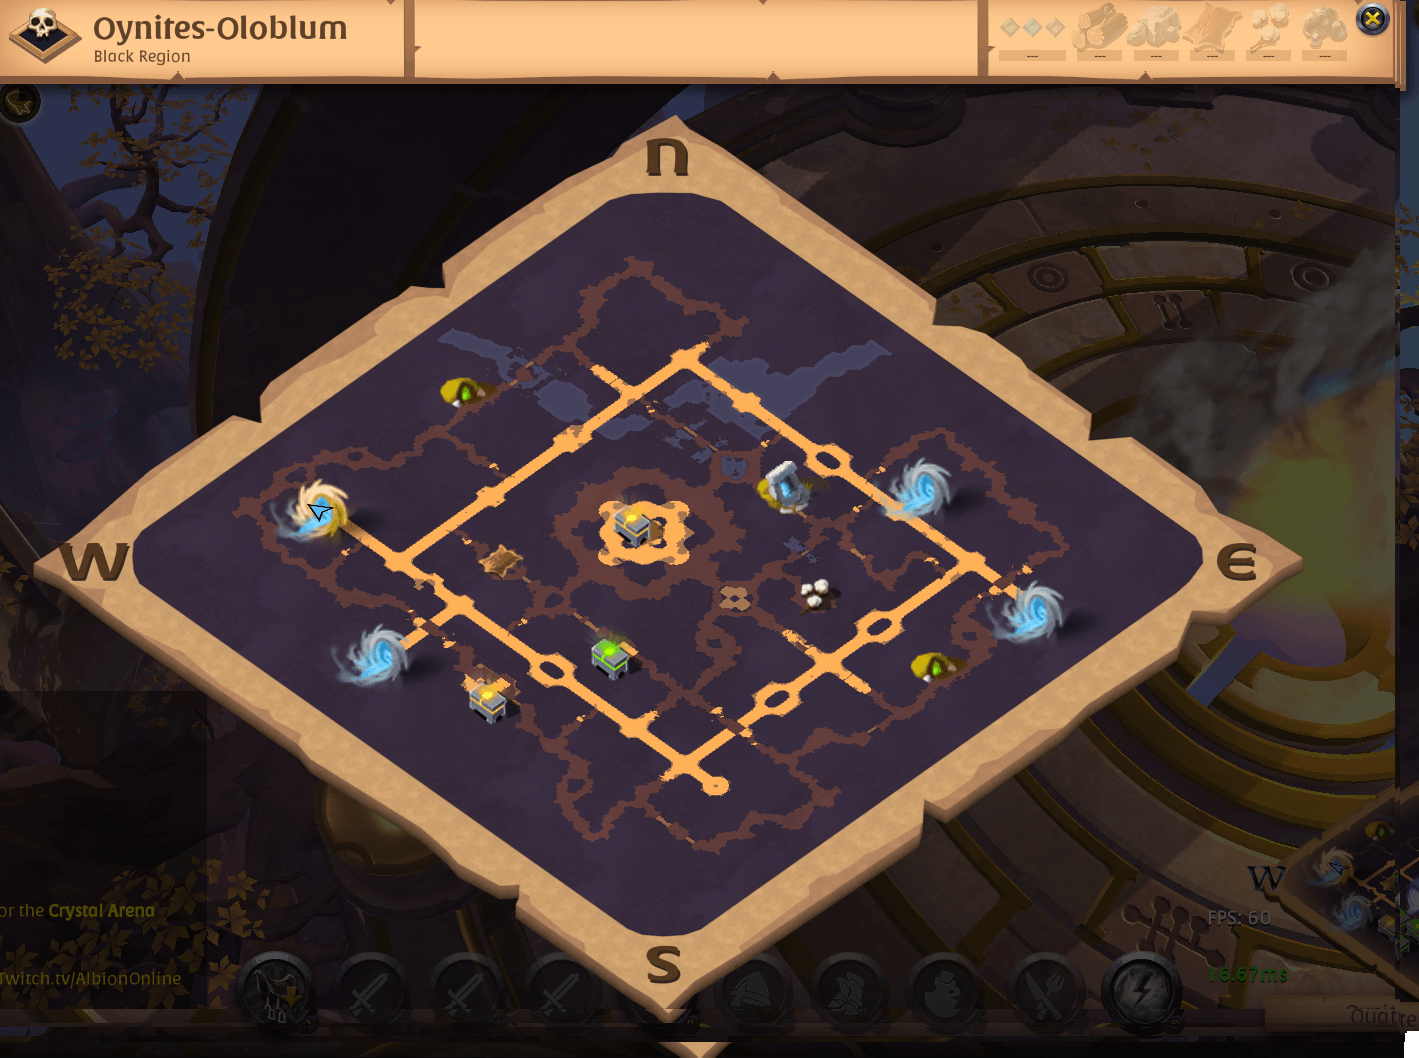 Oynites-Oloblum
Black Region
--- --- --- --- --- ---
N
W
E
S
W
or the Crystal Arena
FPS: 60
Twitch.tv/AlbionOnline
16.67ms